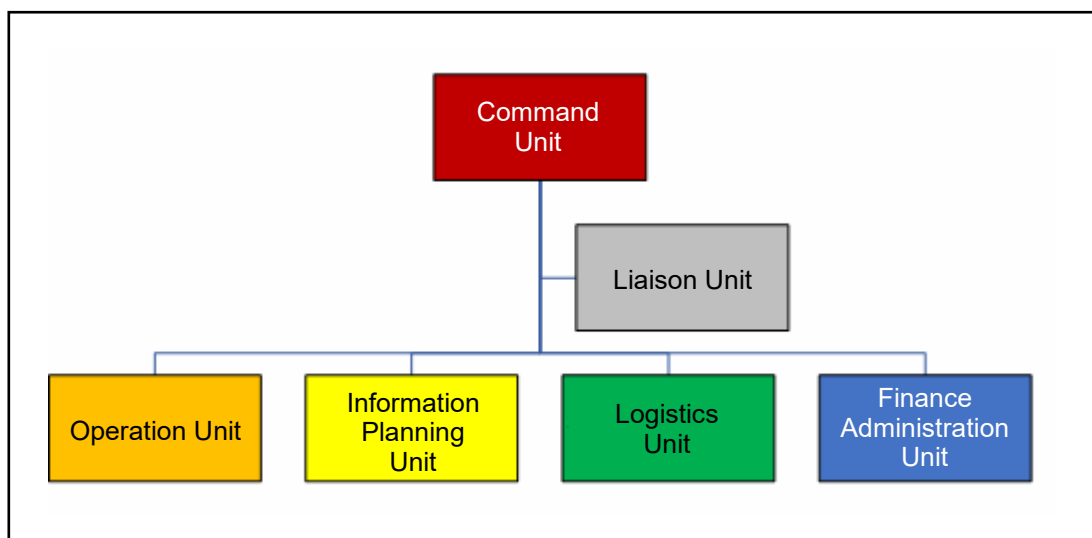 Command
Unit
Liaison Unit
Operation Unit
Information
Planning
Unit
Logistics
Unit
Finance
Administration
Unit